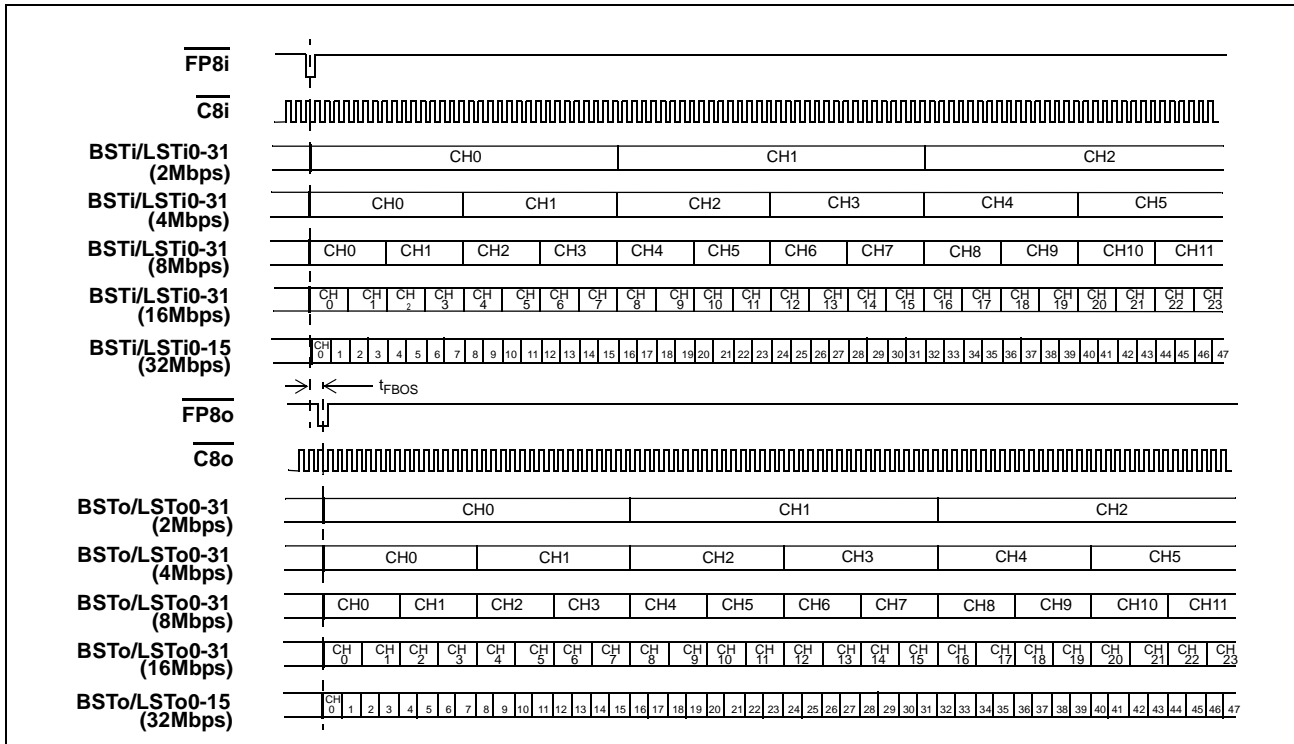 FP8i
C8i
BSTi/LSTi0-31
(2Mbps)
CH0 CH1 CH2
BSTi/LSTi0-31
(4Mbps)
CH0 CH1 CH2 CH3 CH4 CH5
BSTi/LSTi0-31
(8Mbps)
CH0 CH1 CH2 CH3 CH4 CH5 CH6 CH7 CH8 CH9 CH10 CH11
BSTi/LSTi0-31
(16Mbps)
CH CH CH CH CH CH CH CH CH CH CH CH CH CH CH CH CH CH CH CH CH CH CH CH
0 1 2 3 4 5 6 7 8 9 10 11 12 13 14 15 16 17 18 19 20 21 22 23
BSTi/LSTi0-15
(32Mbps)
CH
0 1 2 3 4 5 6 7 8 9 10 11 12 13 14 15 16 17 18 19 20 21 22 23 24 25 26 27 28 29 30 31 32 33 34 35 36 37 38 39 40 41 42 43 44 45 46 47
tFBOS
FP8o
C8o
BSTo/LSTo0-31
(2Mbps)
CH0 CH1 CH2
BSTo/LSTo0-31
(4Mbps)
CH0 CH1 CH2 CH3 CH4 CH5
BSTo/LSTo0-31
(8Mbps)
CH0 CH1 CH2 CH3 CH4 CH5 CH6 CH7 CH8 CH9 CH10 CH11
BSTo/LSTo0-31
(16Mbps)
CH CH CH CH CH CH CH CH CH CH CH CH CH CH CH CH CH CH CH CH CH CH CH CH
0 1 2 3 4 5 6 7 8 9 10 11 12 13 14 15 16 17 18 19 20 21 22 23
BSTo/LSTo0-15
(32Mbps)
CH
0 1 2 3 4 5 6 7 8 9 10 11 12 13 14 15 16 17 18 19 20 21 22 23 24 25 26 27 28 29 30 31 32 33 34 35 36 37 38 39 40 41 42 43 44 45 46 47